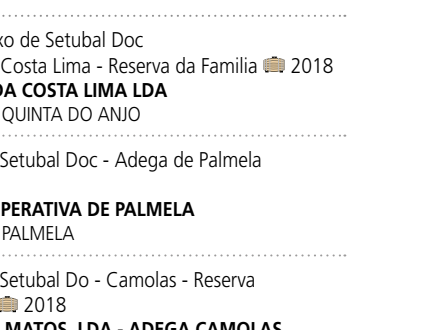 xo de Setubal Doc
Costa Lima - Reserva da Familia 2018
DA COSTA LIMA LDA
QUINTA DO ANJO
Setubal Doc - Adega de Palmela
PERATIVA DE PALMELA
PALMELA
Setubal Do - Camolas - Reserva
2018
MATOS, LDA - ADEGA CAMOLAS